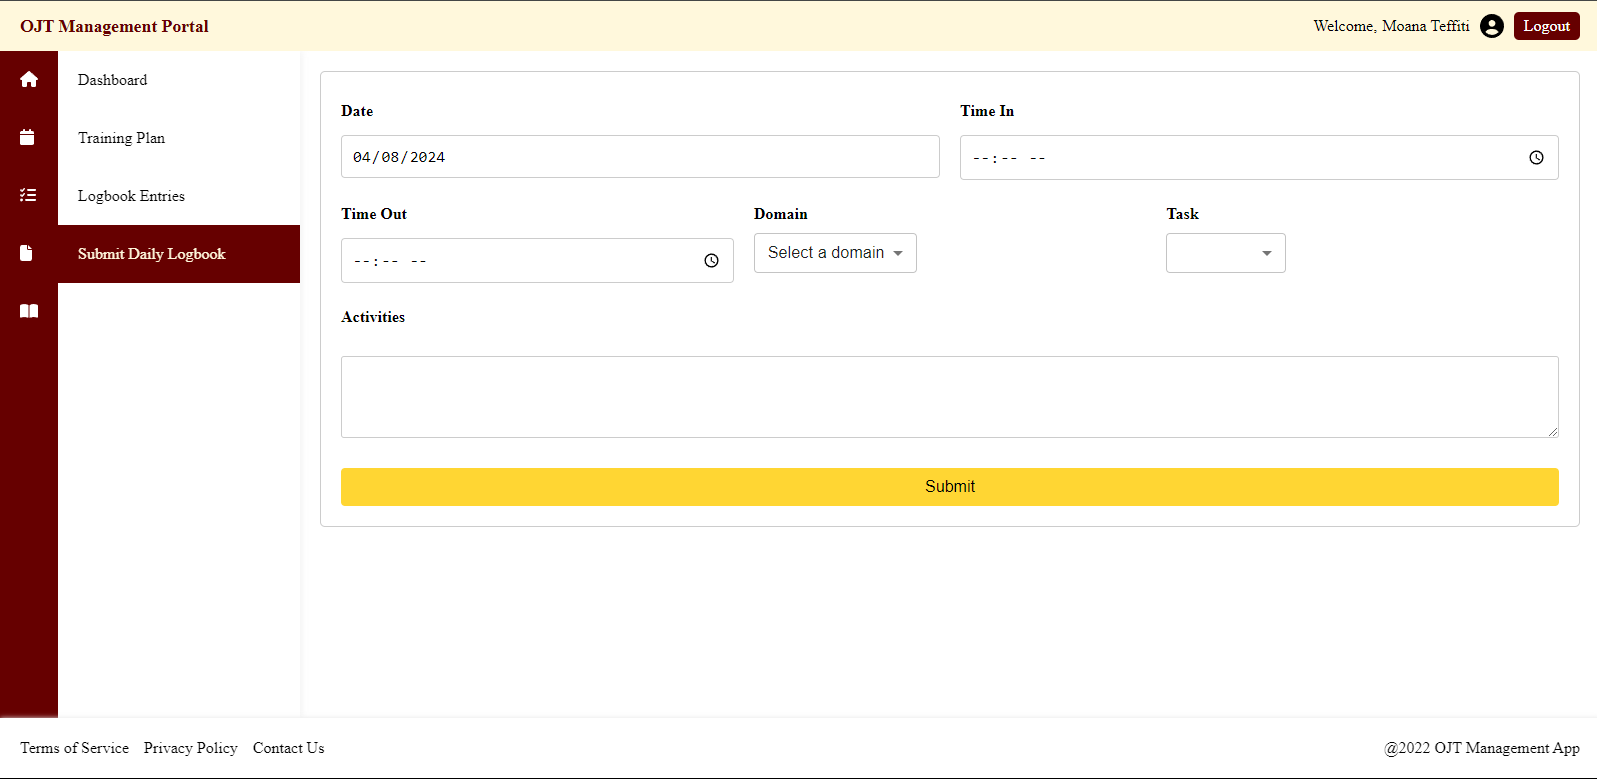 OJT Management Portal
Welcome, Moana Teffiti
Logout
Dashboard
Training Plan
Logbook Entries
Submit Daily Logbook
Date
Time In
04/08/2024
--:-- --
Time Out
Domain
Task
--:-- --
Select a domain
Activities
Submit
Terms of Service
Privacy Policy
Contact Us
@2022 OJT Management App